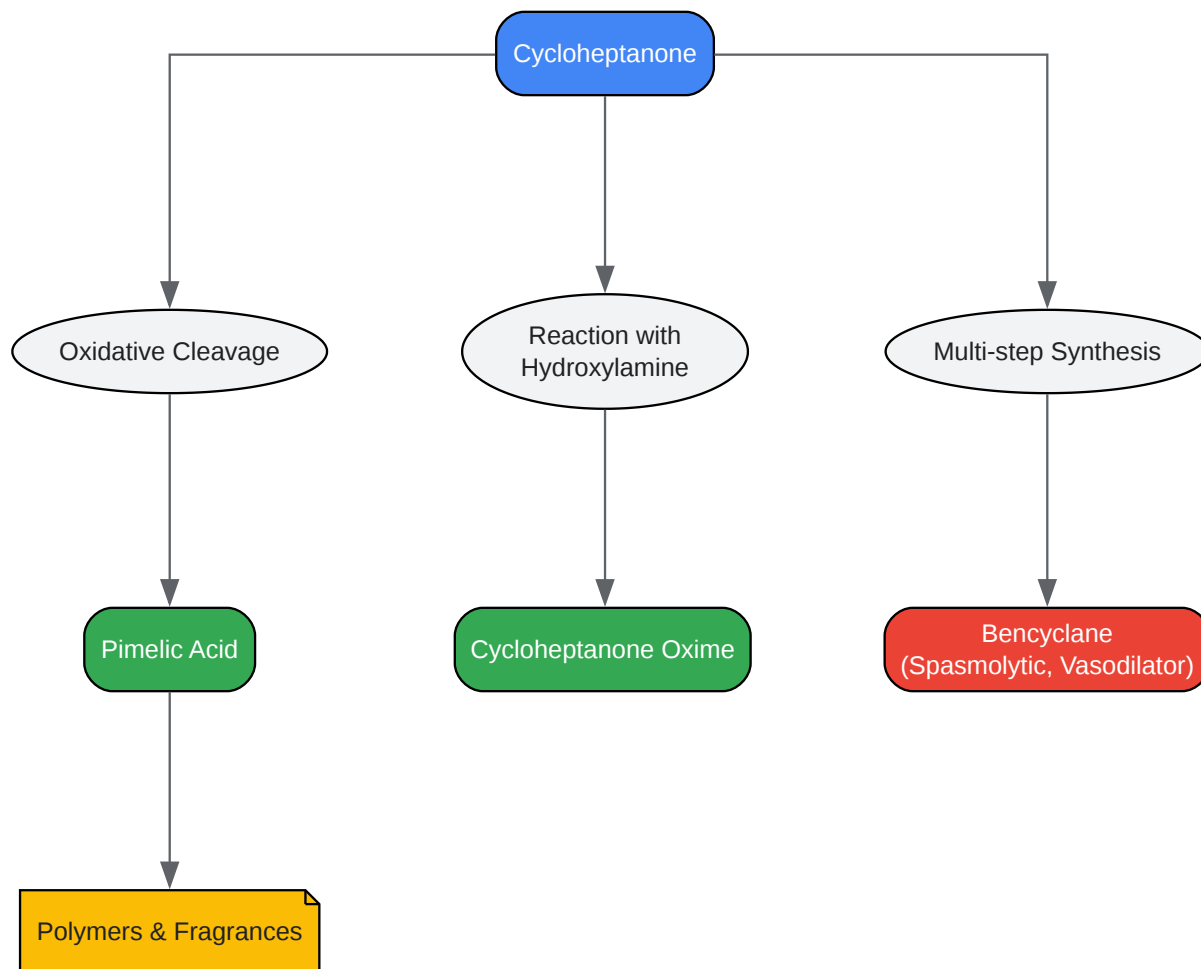 Cycloheptanone
Oxidative Cleavage
Reaction with
Hydroxylamine
Multi-step Synthesis
Pimelic Acid
Cycloheptanone Oxime
Bencyclane
(Spasmolytic, Vasodilator)
Polymers & Fragrances